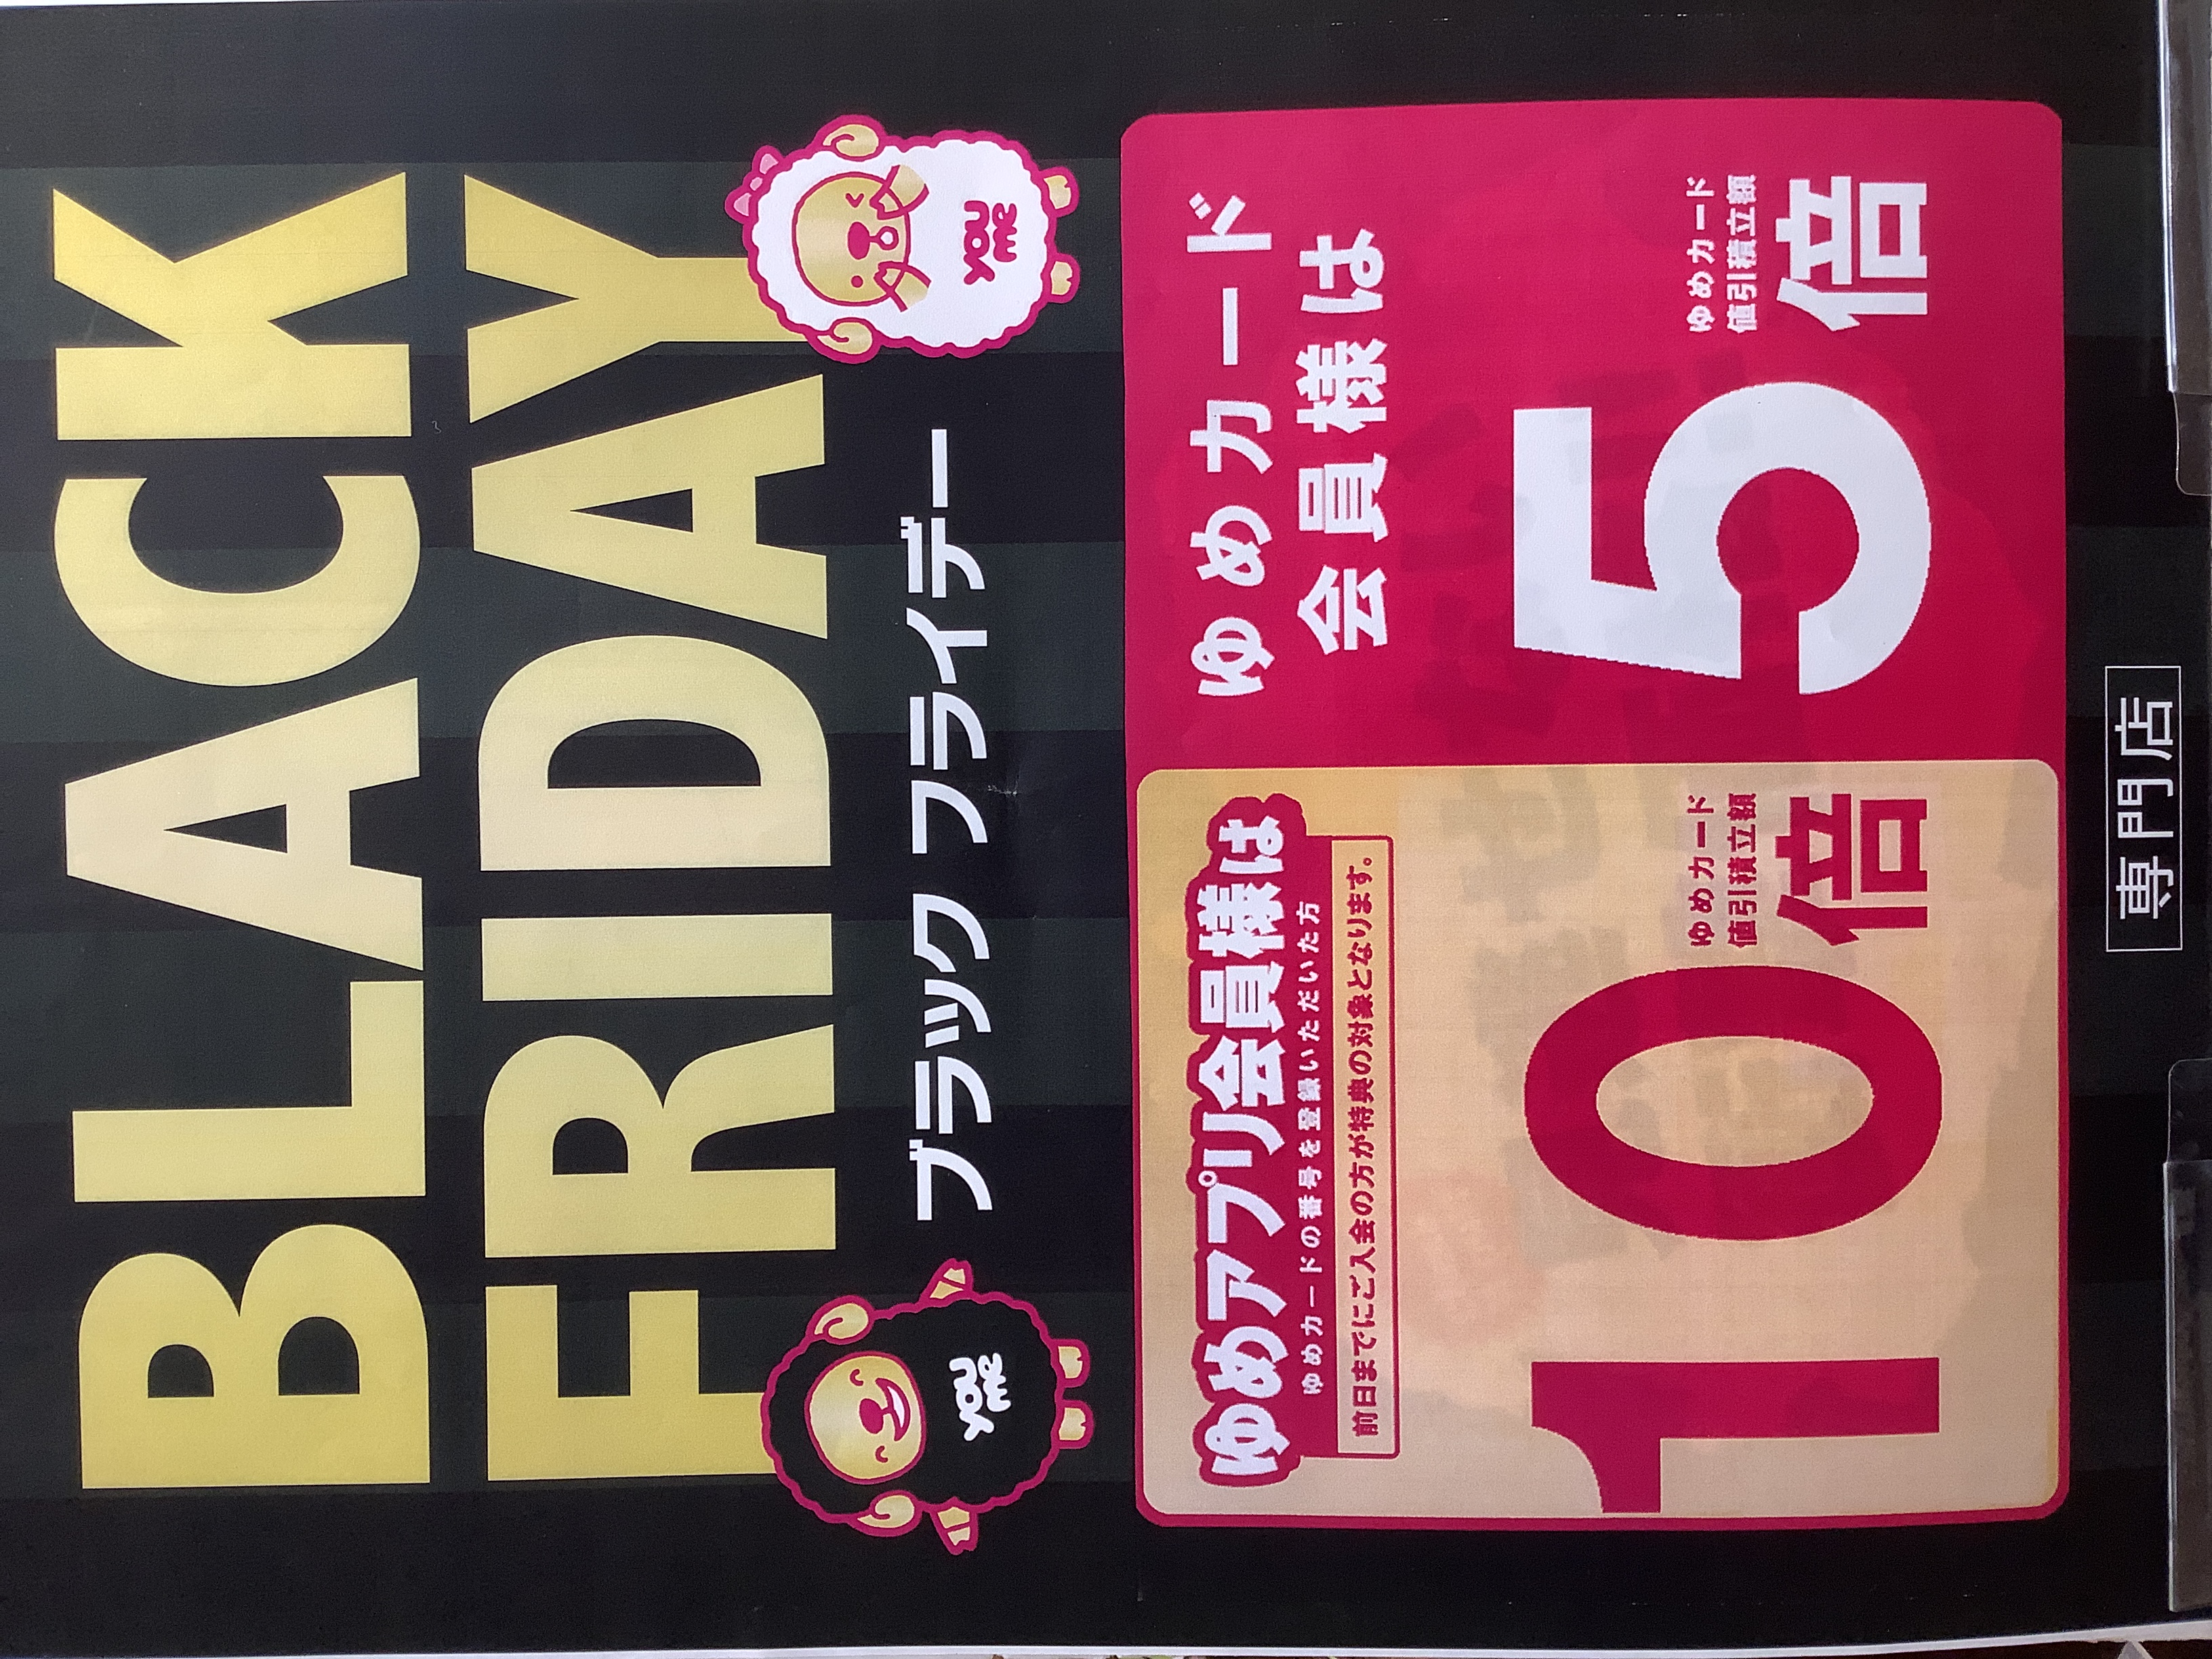 BLACK
FRIDAY
ブラック フライデー
you
me
you
me
ゆめアプリ会員様は
ゆめカードの番号を登録いただいた方
前日までにご入会の方が特典の対象となります。
10
ゆめカード
値引積立額
倍
ゆめカード
会員様は
5
ゆめカード
値引積立額
倍
専門店